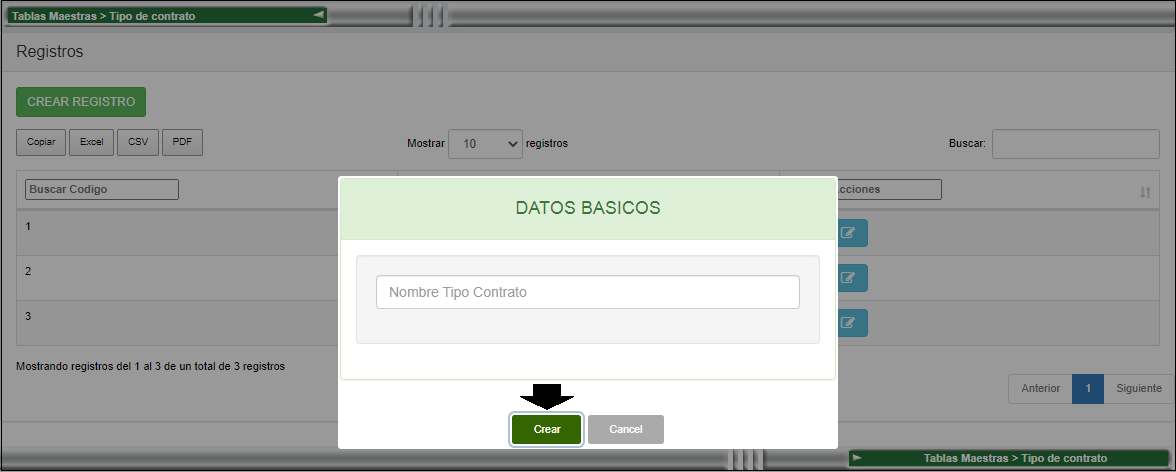 Tablas Maestras > Tipo de contrato
Registros
CREAR REGISTRO
Copiar Excel CSV PDF
Mostrar 10 registros
Buscar:
Buscar Codigo
cciones
1
2
3
DATOS BASICOS
Nombre Tipo Contrato
Crear Cancel
Mostrando registros del 1 al 3 de un total de 3 registros
Anterior 1 Siguiente
Tablas Maestras > Tipo de contrato